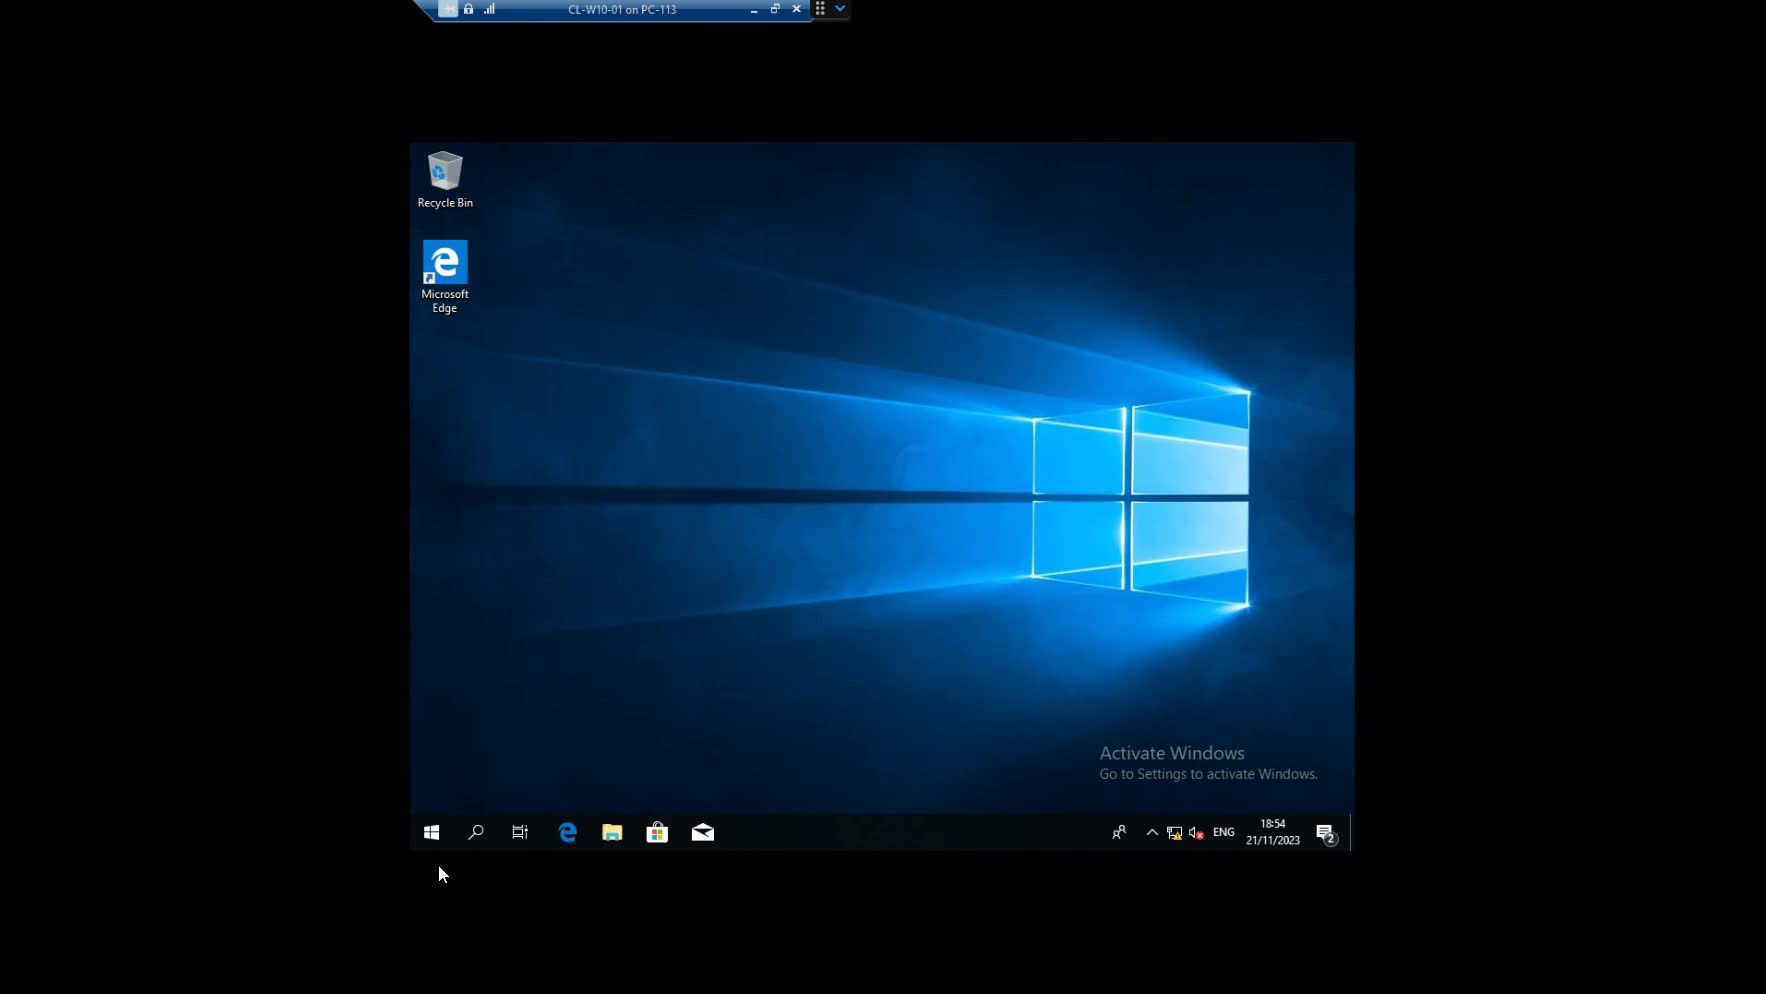 CL-W10-01 on PC-113
Recycle Bin
Microsoft
Edge
Activate Windows
Go to Settings to activate Windows.
ENG
18:54
21/11/2023
2